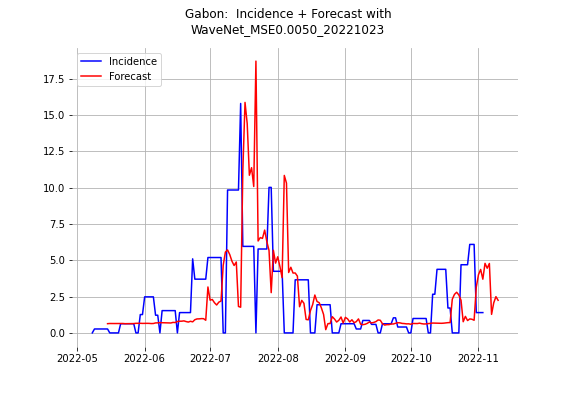 Gabon:  Incidence + Forecast with
WaveNet_MSE0.0050_20221023
Incidence
Forecast
17.5
15.0
12.5
10.0
7.5
5.0
2.5
0.0
2022-05 2022-06 2022-07 2022-08 2022-09 2022-10 2022-11